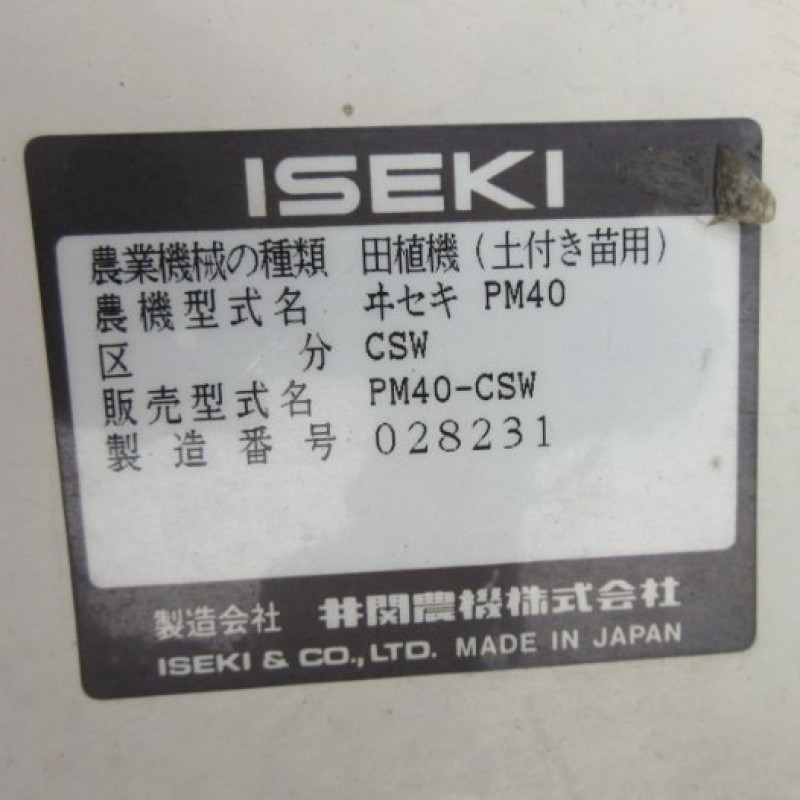 ISEKI
農業機械の種類 田植機(土付き苗用)
農機型式名 ヰセキ PM40
区分 CSW
販売型式名 PM40-CSW
製造番号 028231
製造会社 井関農機株式会社
ISEKI & CO., LTD. MADE IN JAPAN